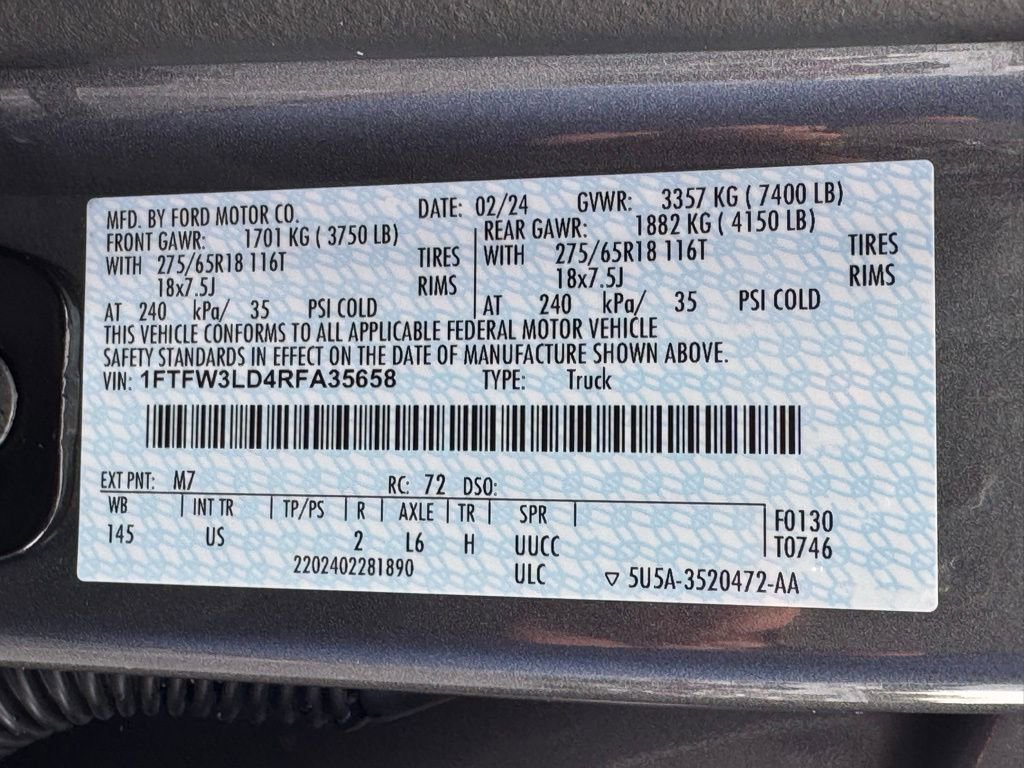 MFD. BY FORD MOTOR CO. DATE: 02/24 GVWR: 3357 KG ( 7400 LB)
FRONT GAWR: 1701 KG ( 3750 LB) REAR GAWR: 1882 KG ( 4150 LB)
WITH 275/65R18 116T TIRES WITH 275/65R18 116T TIRES
18x7.5J RIMS 18x7.5J RIMS
AT 240 kPa/ 35 PSI COLD AT 240 kPa/ 35 PSI COLD
THIS VEHICLE CONFORMS TO ALL APPLICABLE FEDERAL MOTOR VEHICLE
SAFETY STANDARDS IN EFFECT ON THE DATE OF MANUFACTURE SHOWN ABOVE.
VIN: 1FTFW3LD4RFA35658 TYPE: Truck
EXT PNT: M7 RC: 72 DSO:
WB INT TR TP/PS R AXLE TR SPR F0130
145 US 2 L6 H UUCC T0746
2202402281890 ULC ▽ 5U5A-3520472-AA